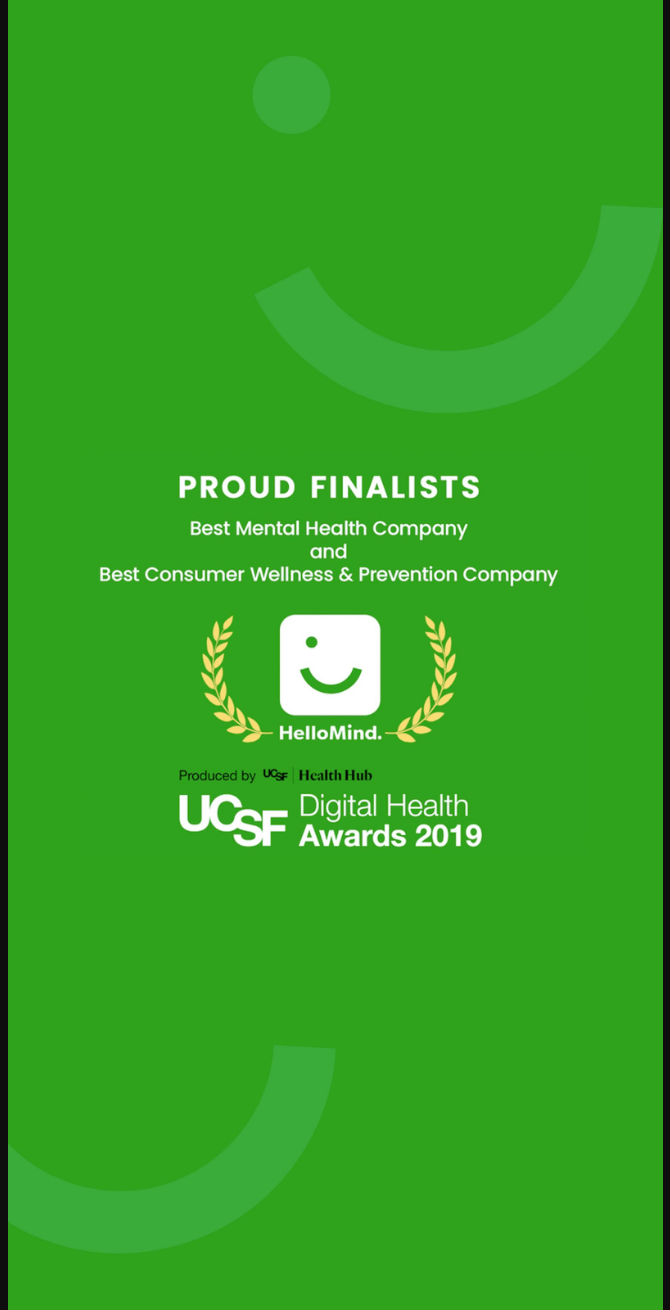 PROUD FINALISTS
Best Mental Health Company
and
Best Consumer Wellness & Prevention Company
HelloMind.
Produced by UCSF | Health Hub
UCSF Digital Health
Awards 2019